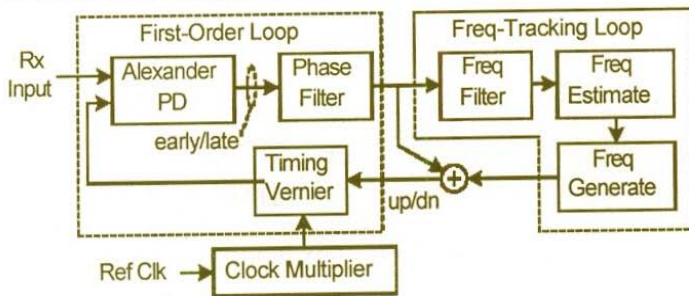 First-Order Loop
Freq-Tracking Loop
Rx
Input
Alexander
PD
early/late
Phase
Filter
Freq
Filter
Freq
Estimate
Timing
Vernier
up/dn
+
Freq
Generate
Ref Clk
Clock Multiplier